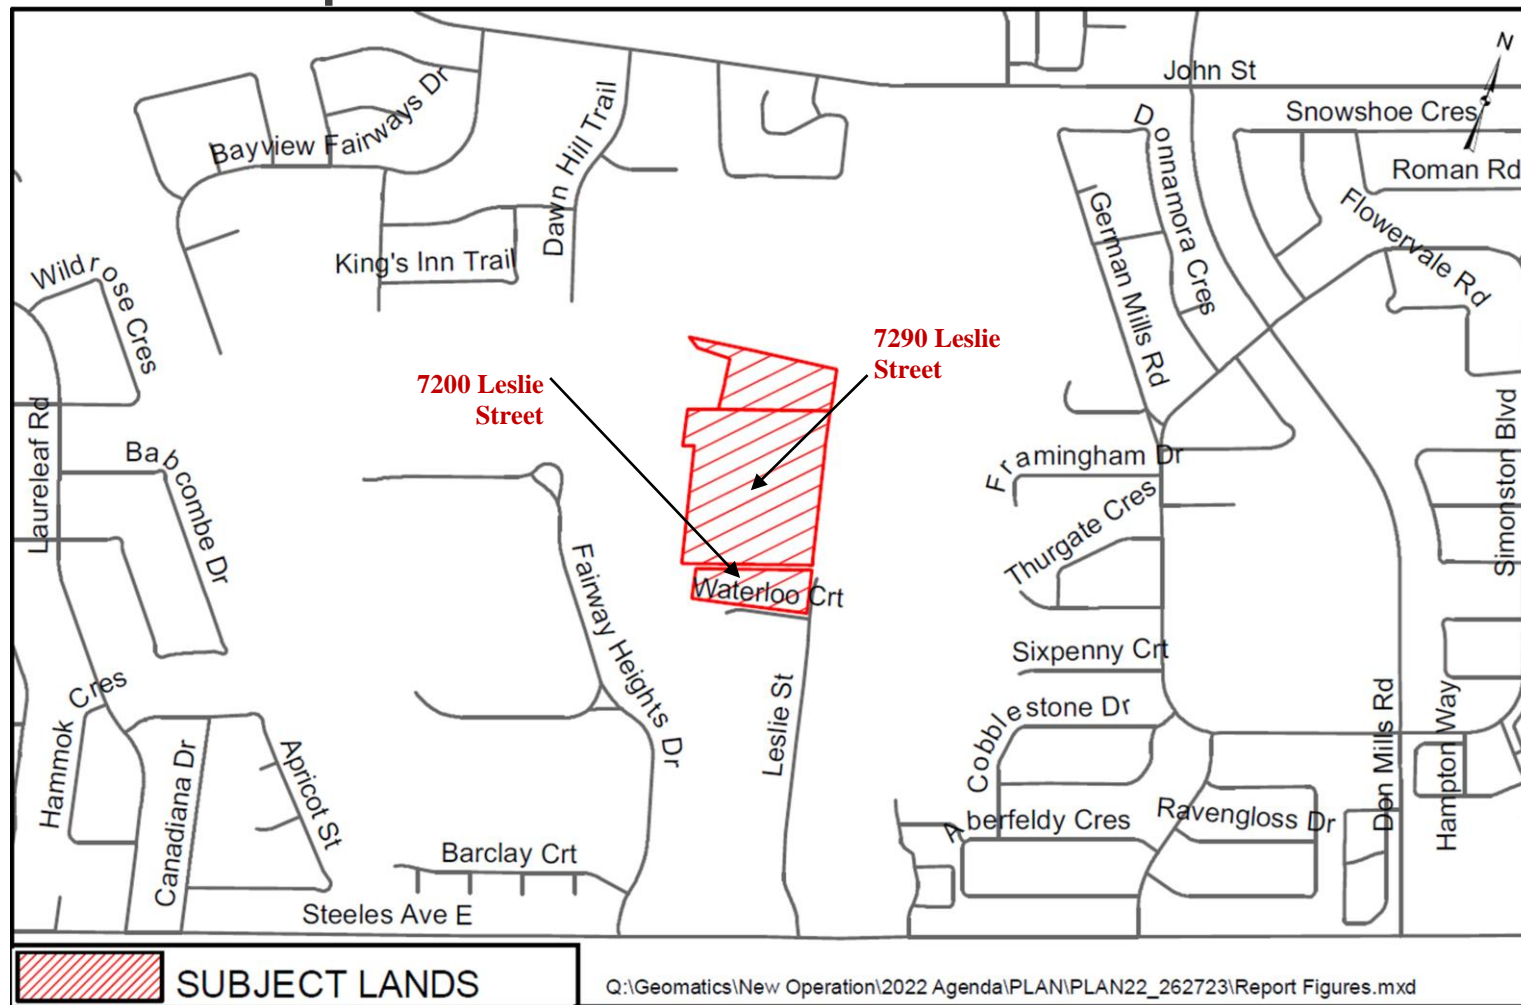 John St
Snowshoe Cres
N
Roman Rd
Donnamora Cres
German Mills Rd
Flowervale Rd
Bayview Fairways Dr
Dawn Hill Trail
King's Inn Trail
Wildrose Cres
7290 Leslie
Street
7200 Leslie
Street
Laureleaf Rd
Babcombe Dr
Framingham Dr
Thurgate Cres
Simonston Blvd
Fairway Heights Dr
Waterloo Crt
Sixpenny Crt
Leslie St
Hammok Cres
Canadiana Dr
Apricot St
Cobblestone Dr
Don Mills Rd
Hampton Way
Aberfeldy Cres
Ravengloss Dr
Barclay Crt
Steeles Ave E
SUBJECT LANDS
Q:\Geomatics\New Operation\2022 Agenda\PLAN\PLAN22_262723\Report Figures.mxd